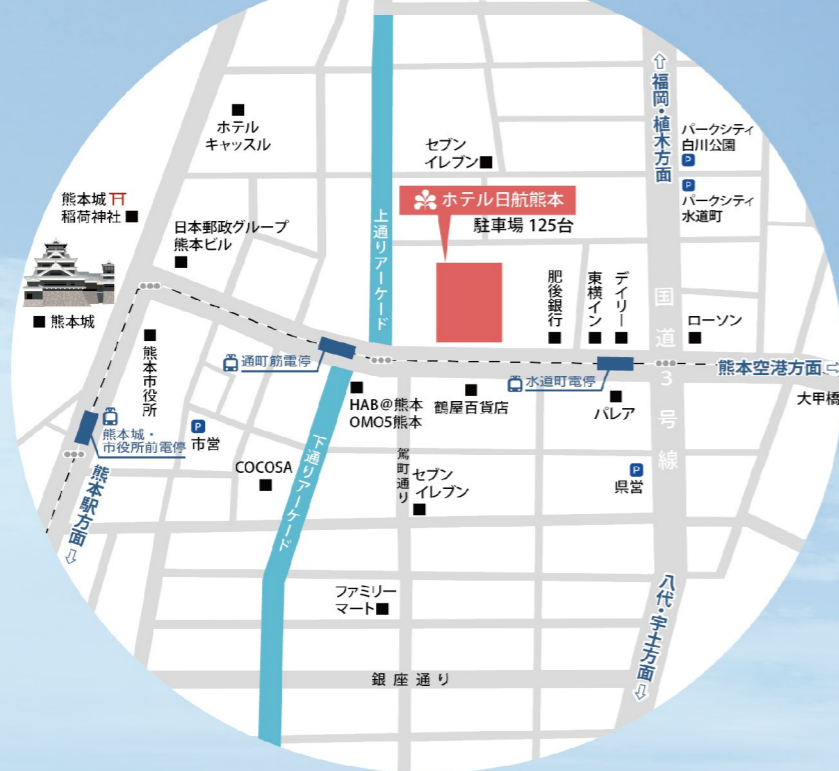 福岡・植木方面
パークシティ
白川公園
P
P
パークシティ
水道町
ホテル
キャッスル
セブン
イレブン
熊本城
稲荷神社
日本郵政グループ
熊本ビル
上通りアーケード
ホテル日航熊本
駐車場 125台
肥後銀行
東横イン
デイリー
国道3号線
ローソン
熊本城
熊本市役所
通町筋電停
水道町電停
熊本空港方面
大甲橋
HAB@熊本
OMO5熊本
鶴屋百貨店
パレア
熊本城・
市役所前電停
P
市営
下通りアーケード
COCOSA
駕町通り
セブン
イレブン
P
県営
熊本駅方面
ファミリー
マート
八代・宇土方面
銀座通り